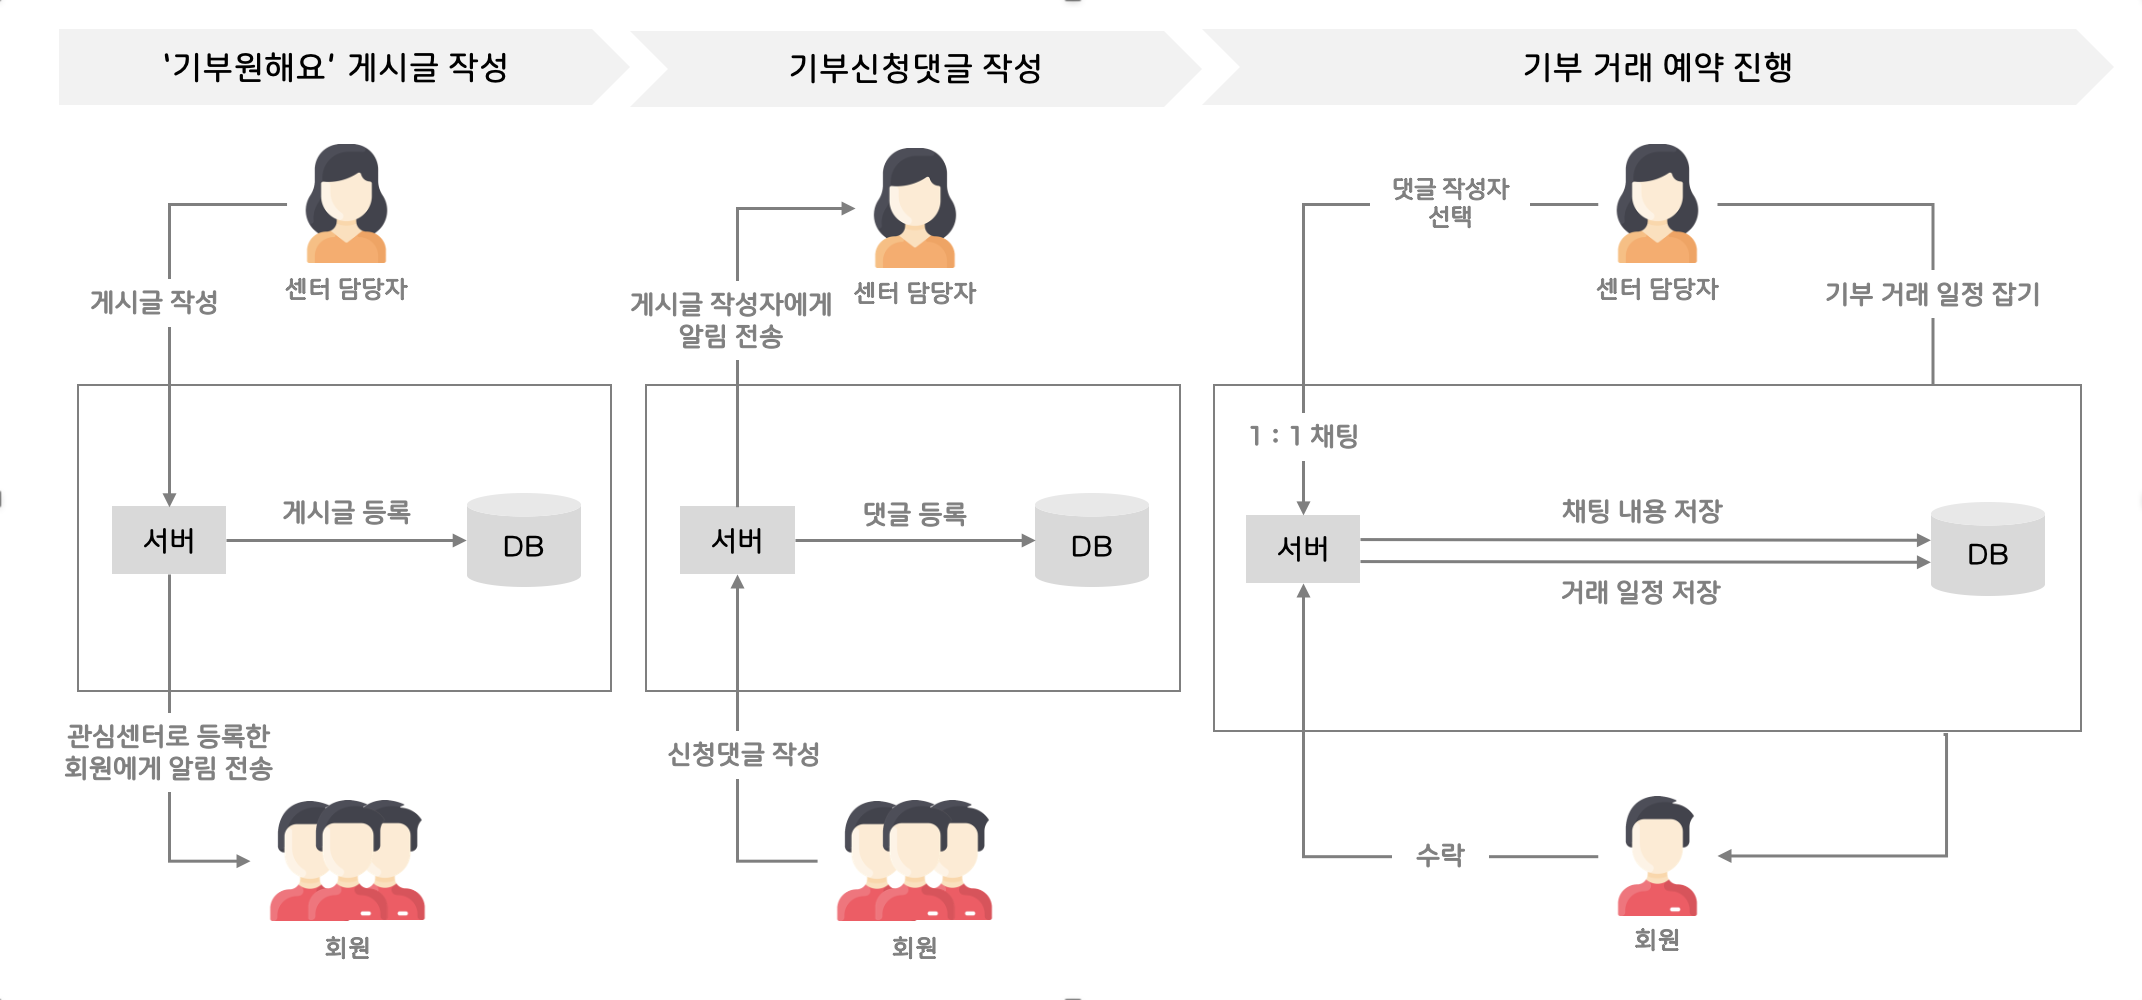 ‘기부원해요’ 게시글 작성
기부신청댓글 작성
기부 거래 예약 진행
센터 담당자
게시글 작성
서버
게시글 등록
DB
관심센터로 등록한
회원에게 알림 전송
회원
센터 담당자
게시글 작성자에게
알림 전송
서버
댓글 등록
DB
신청댓글 작성
회원
댓글 작성자
선택
센터 담당자
기부 거래 일정 잡기
1 : 1 채팅
서버
채팅 내용 저장
거래 일정 저장
DB
수락
회원